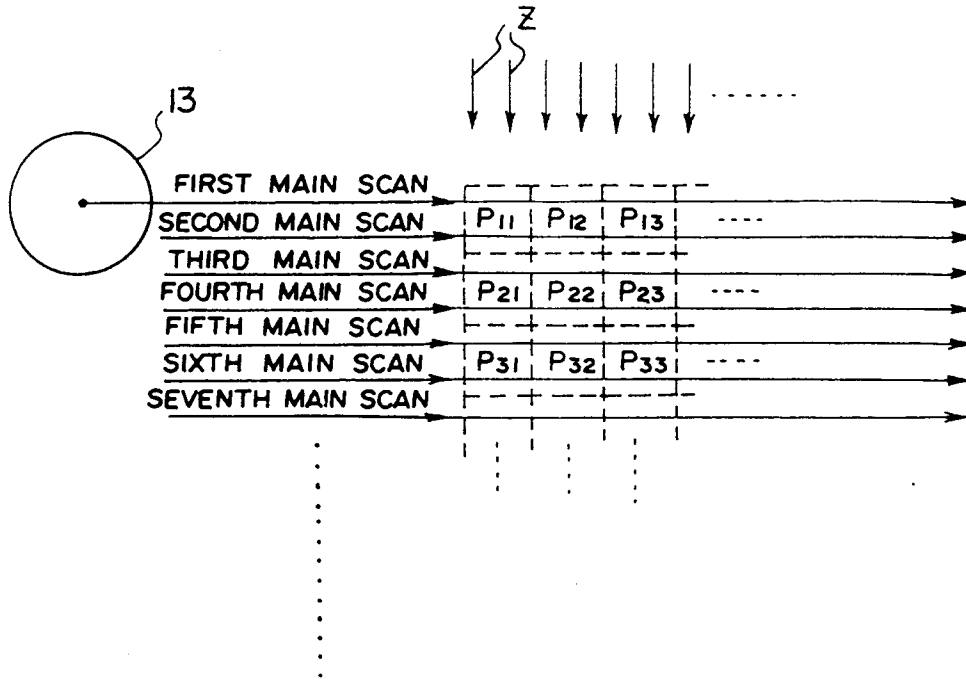 Z
13
FIRST MAIN SCAN
SECOND MAIN SCAN P11 P12 P13
THIRD MAIN SCAN
FOURTH MAIN SCAN P21 P22 P23
FIFTH MAIN SCAN
SIXTH MAIN SCAN P31 P32 P33
SEVENTH MAIN SCAN